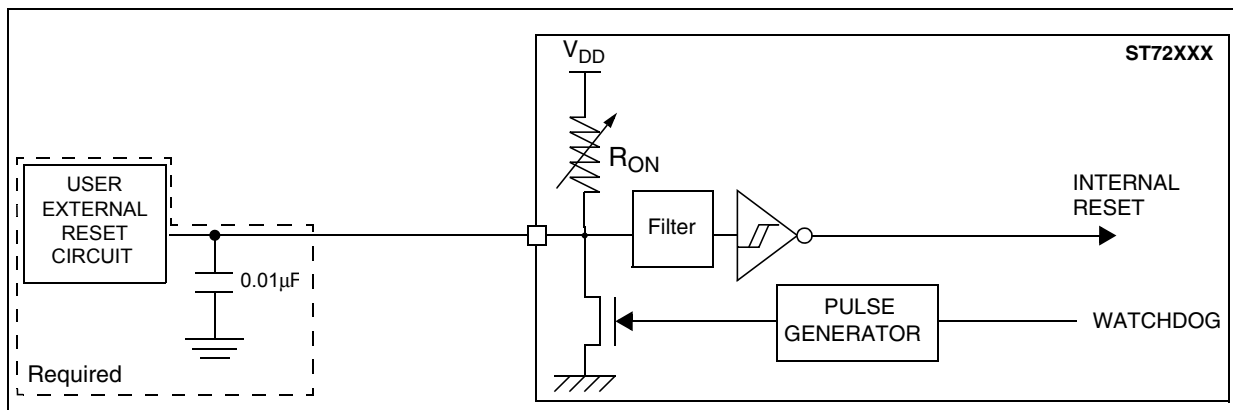 V_DD
ST72XXX
R_ON
USER
EXTERNAL
RESET
CIRCUIT
0.01µF
Required
Filter
INTERNAL
RESET
PULSE
GENERATOR
WATCHDOG